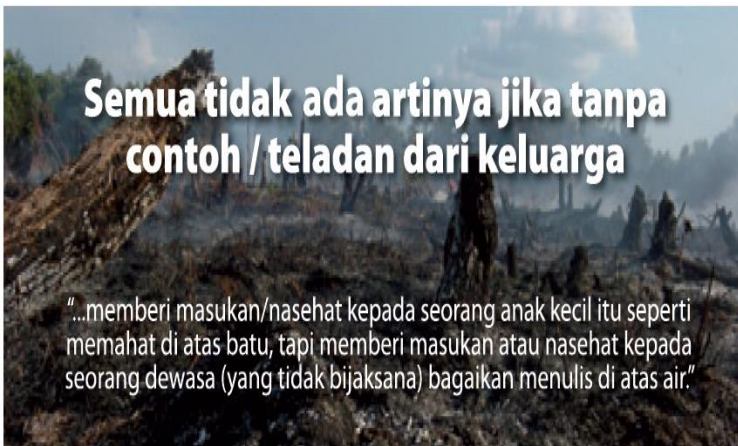 Semua tidak ada artinya jika tanpa
contoh / teladan dari keluarga
“...memberi masukan/nasehat kepada seorang anak kecil itu seperti
memahat di atas batu, tapi memberi masukan atau nasehat kepada
seorang dewasa (yang tidak bijaksana) bagaikan menulis di atas air.”